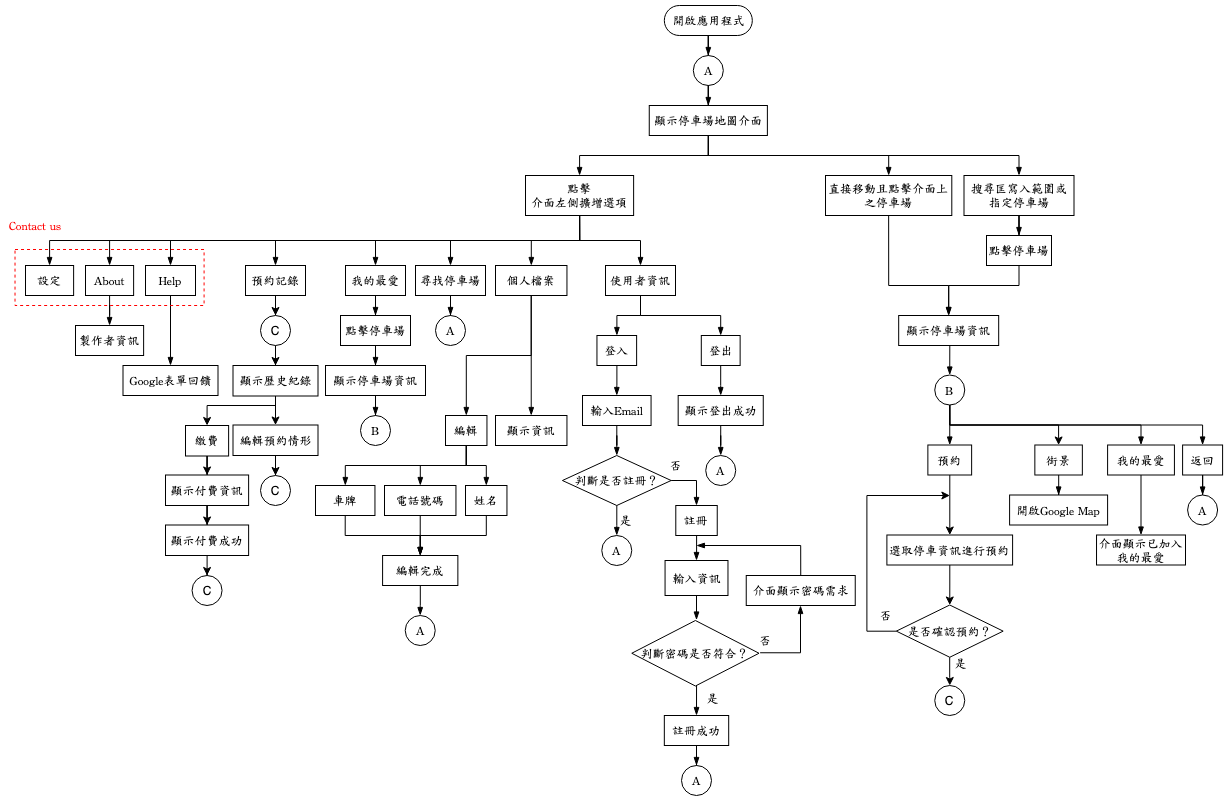 開啟應用程式
A
顯示停車場地圖介面
點擊
介面左側擴增選項
直接移動且點擊介面上
之停車場
搜尋匡寫入範圍或
指定停車場
點擊停車場
Contact us
設定
About
Help
預約記錄
我的最愛
尋找停車場
個人檔案
使用者資訊
製作者資訊
Google表單回饋
C
顯示歷史紀錄
繳費
編輯預約情形
顯示付費資訊
C
顯示付費成功
C
點擊停車場
顯示停車場資訊
B
A
編輯
顯示資訊
車牌
電話號碼
姓名
編輯完成
A
登入
登出
輸入Email
顯示登出成功
判斷是否註冊？
否
是
A
A
註冊
輸入資訊
介面顯示密碼需求
判斷密碼是否符合？
否
是
註冊成功
A
顯示停車場資訊
B
預約
街景
我的最愛
返回
開啟Google Map
A
選取停車資訊進行預約
介面顯示已加入
我的最愛
否
是否確認預約？
是
C